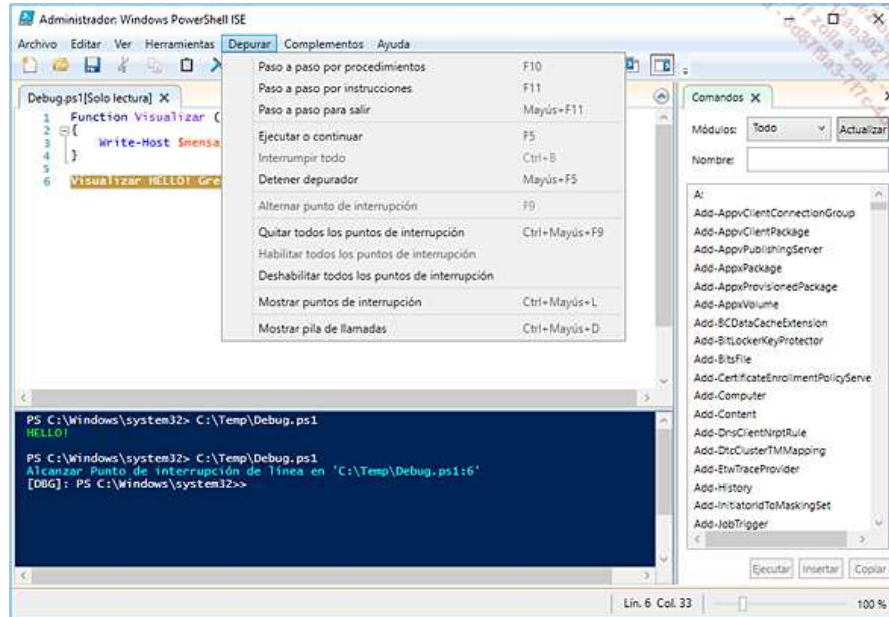 Administrador: Windows PowerShell ISE
Archivo Editar Ver Herramientas Depurar Complementos Ayuda
Debug.ps1[Solo lectura] X
1 Function Visualizar (
2 {
3 Write-Host $mensa
4 }
5
6 Visualizar HELLO! Gre
Paso a paso por procedimientos F10
Paso a paso por instrucciones F11
Paso a paso para salir Mayús+F11
Ejecutar o continuar F5
Interrumpir todo Ctrl+B
Detener depurador Mayús+F5
Alternar punto de interrupción F9
Quitar todos los puntos de interrupción Ctrl+Mayús+F9
Habilitar todos los puntos de interrupción
Deshabilitar todos los puntos de interrupción
Mostrar puntos de interrupción Ctrl+Mayús+L
Mostrar pila de llamadas Ctrl+Mayús+D
PS C:\Windows\system32> C:\Temp\Debug.ps1
HELLO!
PS C:\Windows\system32> C:\Temp\Debug.ps1
Alcanzar Punto de interrupción de línea en 'C:\Temp\Debug.ps1:6'
[DBG]: PS C:\Windows\system32>>
Comandos X
Módulos: Todo Actualizar
Nombre:
A:
Add-AppvClientConnectionGroup
Add-AppvClientPackage
Add-AppvPublishingServer
Add-AppxPackage
Add-AppxProvisionedPackage
Add-AppxVolume
Add-BCDataCacheExtension
Add-BitLockerKeyProtector
Add-BitsFile
Add-CertificateEnrollmentPolicyServe
Add-Computer
Add-Content
Add-DnsClientNrptRule
Add-DtcClusterTMMapping
Add-EtwTraceProvider
Add-History
Add-InitiatorIdToMaskingSet
Add-JobTrigger
Ejecutar Insertar Copiar
Lín. 6 Col. 33 100 %